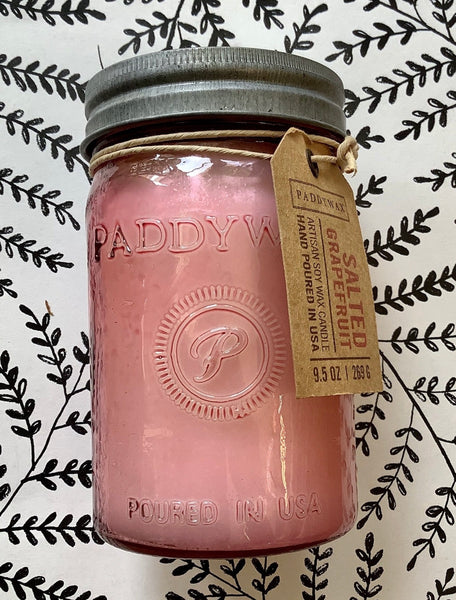 PADDYW
P
POURED IN USA
PADDYWAX
SALTED
GRAPEFRUIT
ARTISAN SOY WAX CANDLE
HAND POURED IN USA
9.5 OZ | 269 G